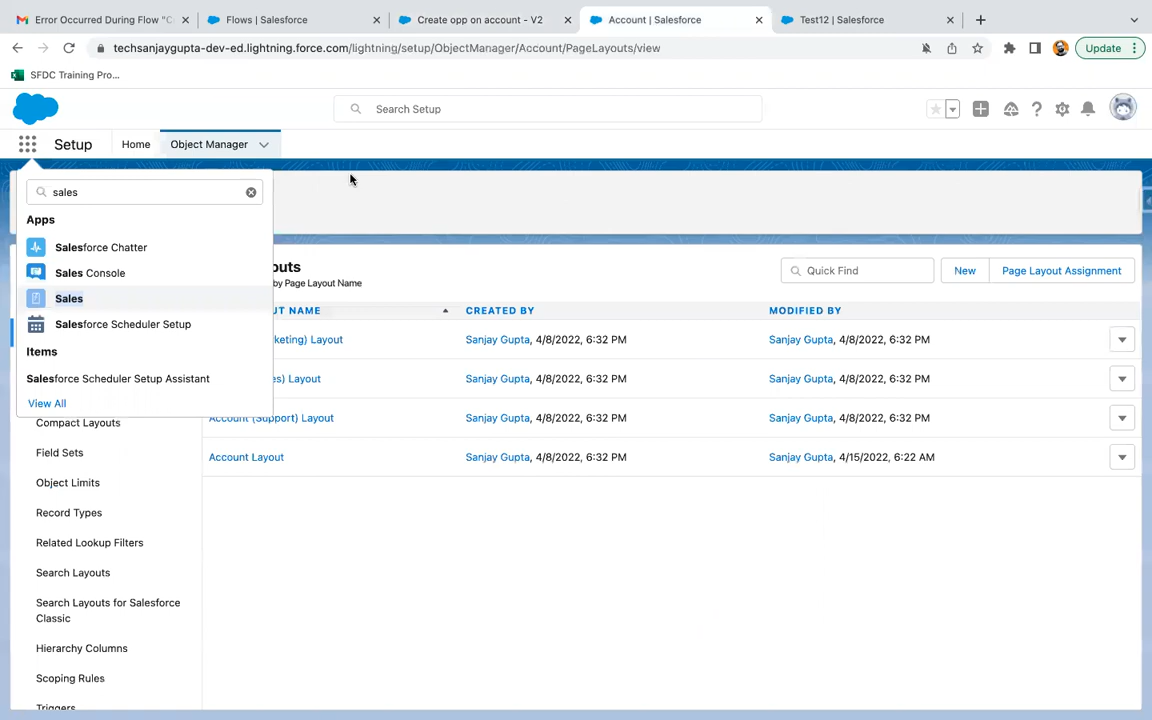 Error Occurred During Flow "C
Flows | Salesforce
Create opp on account - V2
Account | Salesforce
Test12 | Salesforce
techsanjaygupta-dev-ed.lightning.force.com/lightning/setup/ObjectManager/Account/PageLayouts/view
Update
SFDC Training Pro...
Search Setup
Setup
Home
Object Manager
sales
Apps
Salesforce Chatter
Sales Console
Sales
Salesforce Scheduler Setup
Items
Salesforce Scheduler Setup Assistant
View All
outs
by Page Layout Name
Quick Find
New
Page Layout Assignment
UT NAME
CREATED BY
MODIFIED BY
keting) Layout
Sanjay Gupta, 4/8/2022, 6:32 PM
Sanjay Gupta, 4/8/2022, 6:32 PM
es) Layout
Sanjay Gupta, 4/8/2022, 6:32 PM
Sanjay Gupta, 4/8/2022, 6:32 PM
Account (Support) Layout
Sanjay Gupta, 4/8/2022, 6:32 PM
Sanjay Gupta, 4/8/2022, 6:32 PM
Account Layout
Sanjay Gupta, 4/8/2022, 6:32 PM
Sanjay Gupta, 4/15/2022, 6:22 AM
Compact Layouts
Field Sets
Object Limits
Record Types
Related Lookup Filters
Search Layouts
Search Layouts for Salesforce
Classic
Hierarchy Columns
Scoping Rules
Triggers